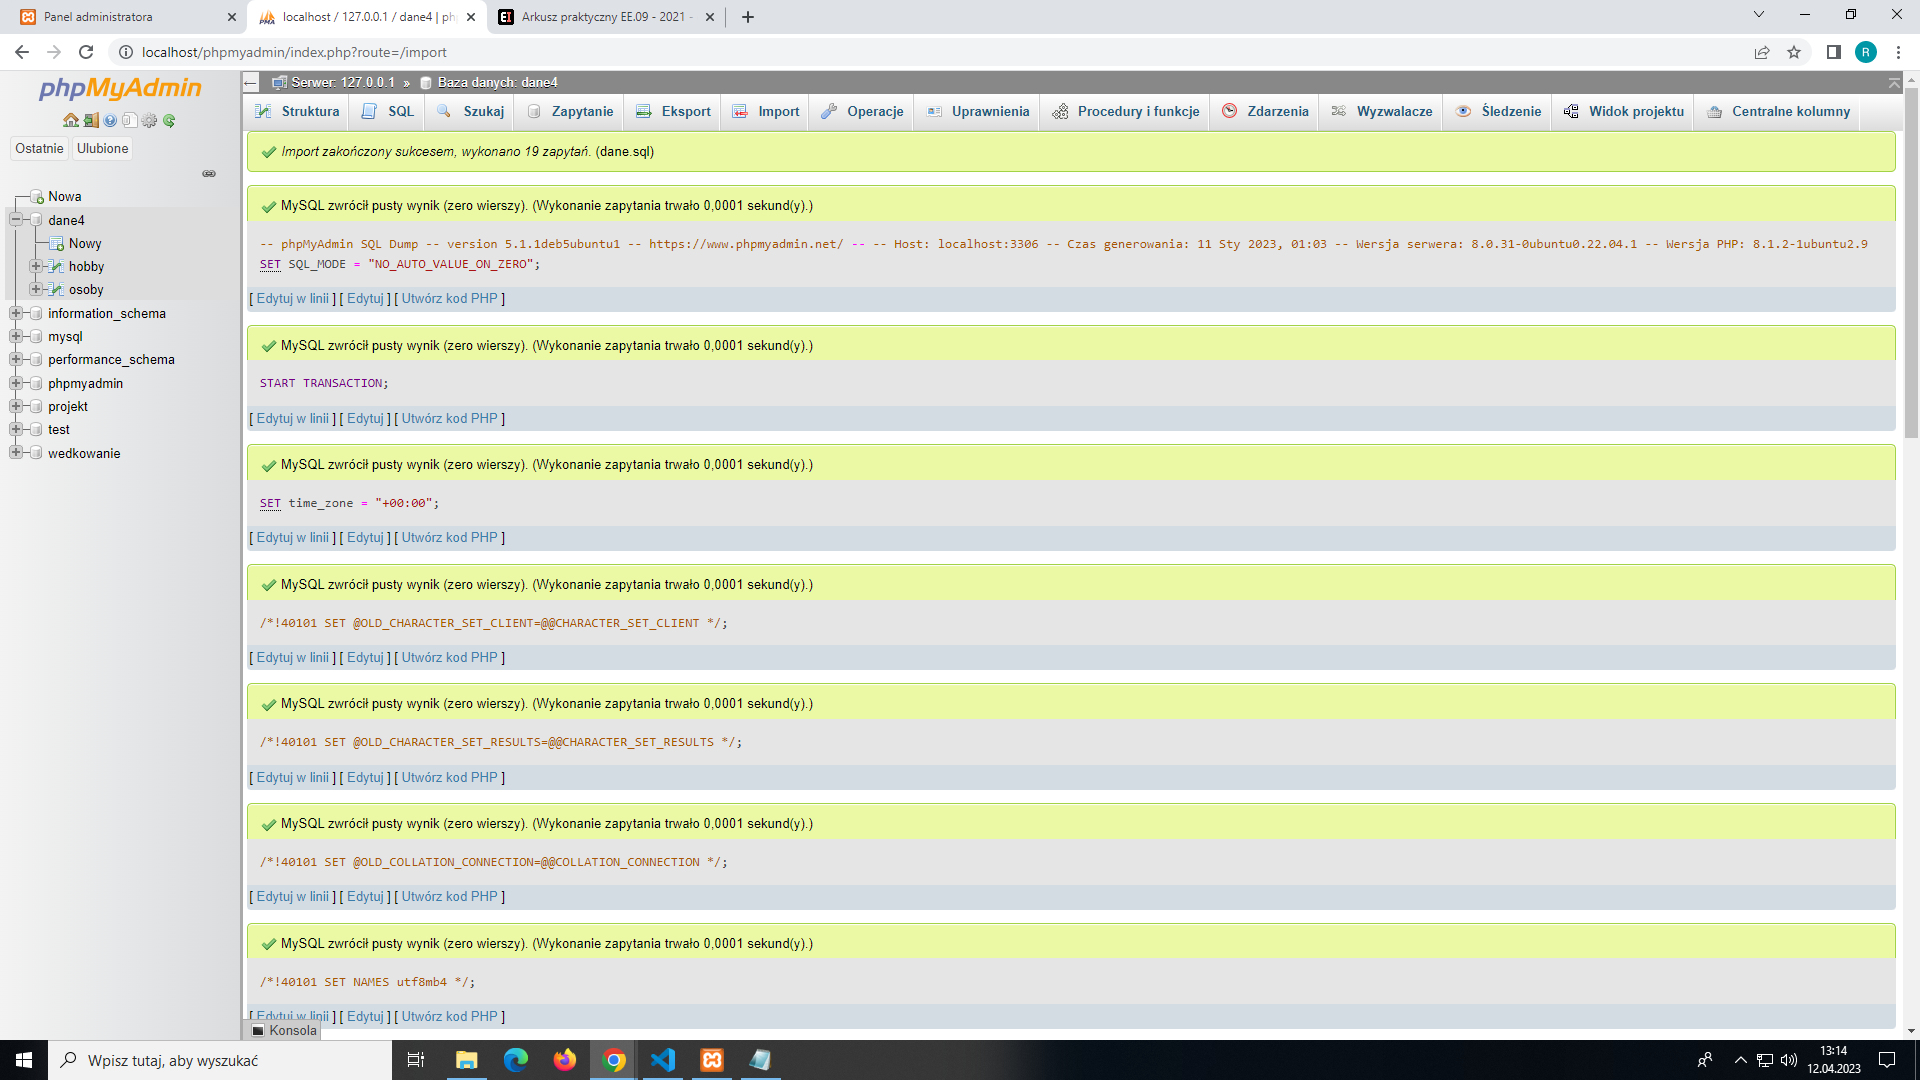 Panel administratora
localhost / 127.0.0.1 / dane4 | ph
Arkusz praktyczny EE.09 - 2021 -
localhost/phpmyadmin/index.php?route=/import
R
phpMyAdmin
Ostatnie
Ulubione
Nowa
dane4
Nowy
hobby
osoby
information_schema
mysql
performance_schema
phpmyadmin
projekt
test
wedkowanie
Serwer: 127.0.0.1 » Baza danych: dane4
Struktura SQL Szukaj Zapytanie Eksport Import Operacje Uprawnienia Procedury i funkcje Zdarzenia Wyzwalacze Śledzenie Widok projektu Centralne kolumny
Import zakończony sukcesem, wykonano 19 zapytań. (dane.sql)
MySQL zwrócił pusty wynik (zero wierszy). (Wykonanie zapytania trwało 0,0001 sekund(y).)
-- phpMyAdmin SQL Dump -- version 5.1.1deb5ubuntu1 -- https://www.phpmyadmin.net/ -- -- Host: localhost:3306 -- Czas generowania: 11 Sty 2023, 01:03 -- Wersja serwera: 8.0.31-0ubuntu0.22.04.1 -- Wersja PHP: 8.1.2-1ubuntu2.9
SET SQL_MODE = "NO_AUTO_VALUE_ON_ZERO";
[ Edytuj w linii ] [ Edytuj ] [ Utwórz kod PHP ]
MySQL zwrócił pusty wynik (zero wierszy). (Wykonanie zapytania trwało 0,0001 sekund(y).)
START TRANSACTION;
[ Edytuj w linii ] [ Edytuj ] [ Utwórz kod PHP ]
MySQL zwrócił pusty wynik (zero wierszy). (Wykonanie zapytania trwało 0,0001 sekund(y).)
SET time_zone = "+00:00";
[ Edytuj w linii ] [ Edytuj ] [ Utwórz kod PHP ]
MySQL zwrócił pusty wynik (zero wierszy). (Wykonanie zapytania trwało 0,0001 sekund(y).)
/*!40101 SET @OLD_CHARACTER_SET_CLIENT=@@CHARACTER_SET_CLIENT */;
[ Edytuj w linii ] [ Edytuj ] [ Utwórz kod PHP ]
MySQL zwrócił pusty wynik (zero wierszy). (Wykonanie zapytania trwało 0,0001 sekund(y).)
/*!40101 SET @OLD_CHARACTER_SET_RESULTS=@@CHARACTER_SET_RESULTS */;
[ Edytuj w linii ] [ Edytuj ] [ Utwórz kod PHP ]
MySQL zwrócił pusty wynik (zero wierszy). (Wykonanie zapytania trwało 0,0001 sekund(y).)
/*!40101 SET @OLD_COLLATION_CONNECTION=@@COLLATION_CONNECTION */;
[ Edytuj w linii ] [ Edytuj ] [ Utwórz kod PHP ]
MySQL zwrócił pusty wynik (zero wierszy). (Wykonanie zapytania trwało 0,0001 sekund(y).)
/*!40101 SET NAMES utf8mb4 */;
[ Edytuj w linii ] [ Edytuj ] [ Utwórz kod PHP ]
Konsola
Wpisz tutaj, aby wyszukać
13:14
12.04.2023